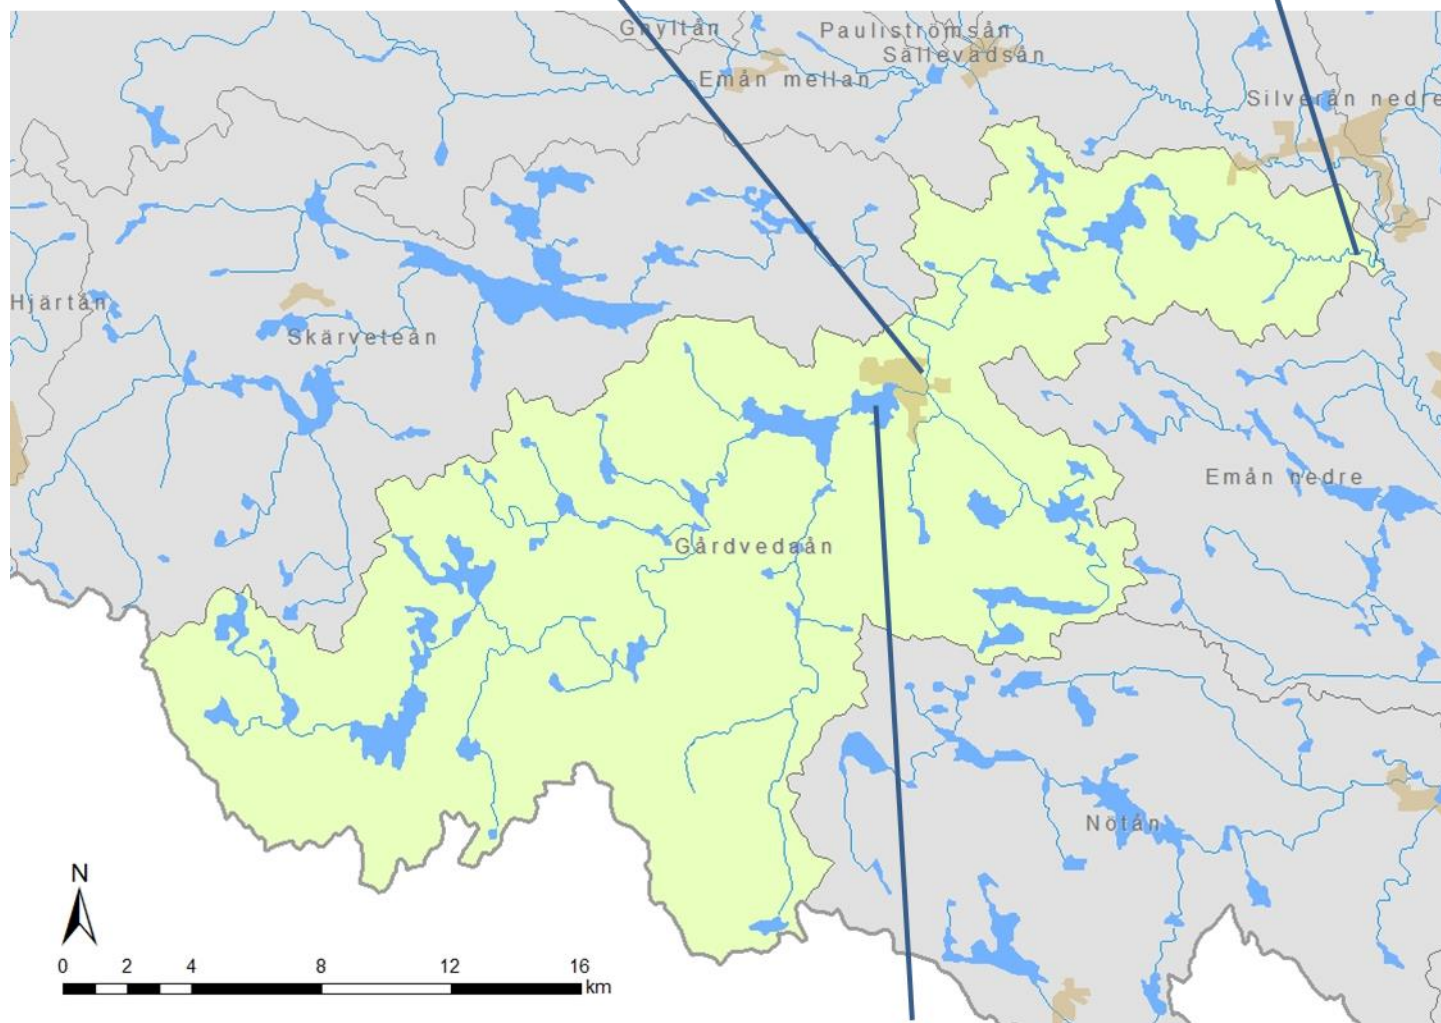 Gnyltån
Pauliströmsån
Sällevadsån
Emån mellan
Silverån nedre
Hjärtån
Skärveteån
Emån nedre
Gårdvedaån
Nötån
N
0 2 4 8 12 16
km